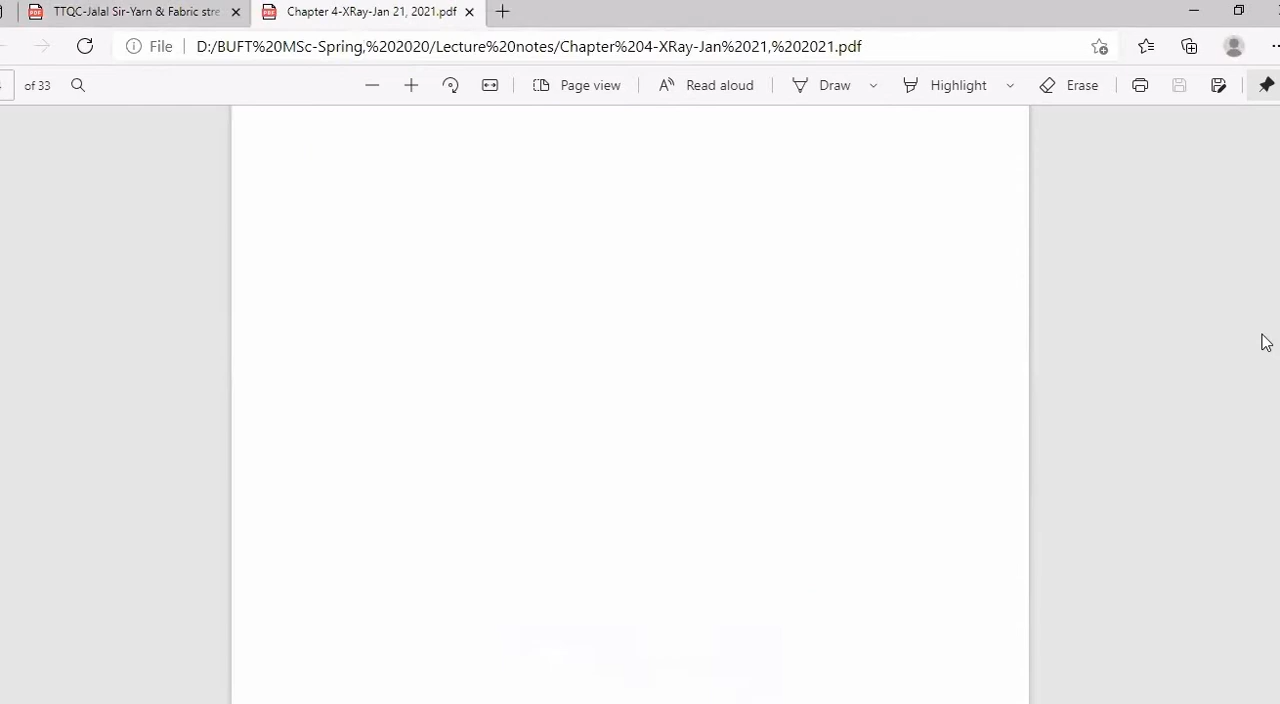 TTQC-Jalal Sir-Yarn & Fabric stre
Chapter 4-XRay-Jan 21, 2021.pdf
File
D:/BUFT%20MSc-Spring,%202020/Lecture%20notes/Chapter%204-XRay-Jan%2021,%202021.pdf
of 33
Page view
Read aloud
Draw
Highlight
Erase